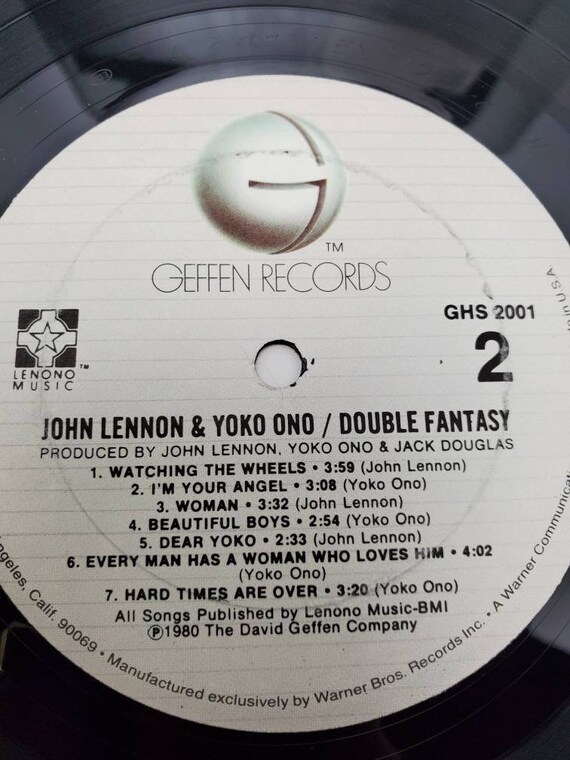 TM
GEFFEN RECORDS
GHS 2001
2
LENONO TM
MUSIC
JOHN LENNON & YOKO ONO / DOUBLE FANTASY
PRODUCED BY JOHN LENNON, YOKO ONO & JACK DOUGLAS
1. WATCHING THE WHEELS • 3:59 (John Lennon)
2. I'M YOUR ANGEL • 3:08 (Yoko Ono)
3. WOMAN • 3:32 (John Lennon)
4. BEAUTIFUL BOYS • 2:54 (Yoko Ono)
5. DEAR YOKO • 2:33 (John Lennon)
6. EVERY MAN HAS A WOMAN WHO LOVES HIM • 4:02
(Yoko Ono)
7. HARD TIMES ARE OVER • 3:20 (Yoko Ono)
All Songs Published by Lenono Music-BMI
℗1980 The David Geffen Company
Calif. 90069 • Manufactured exclusively by Warner Bros. Records Inc. • A Warner
in U.S.A.